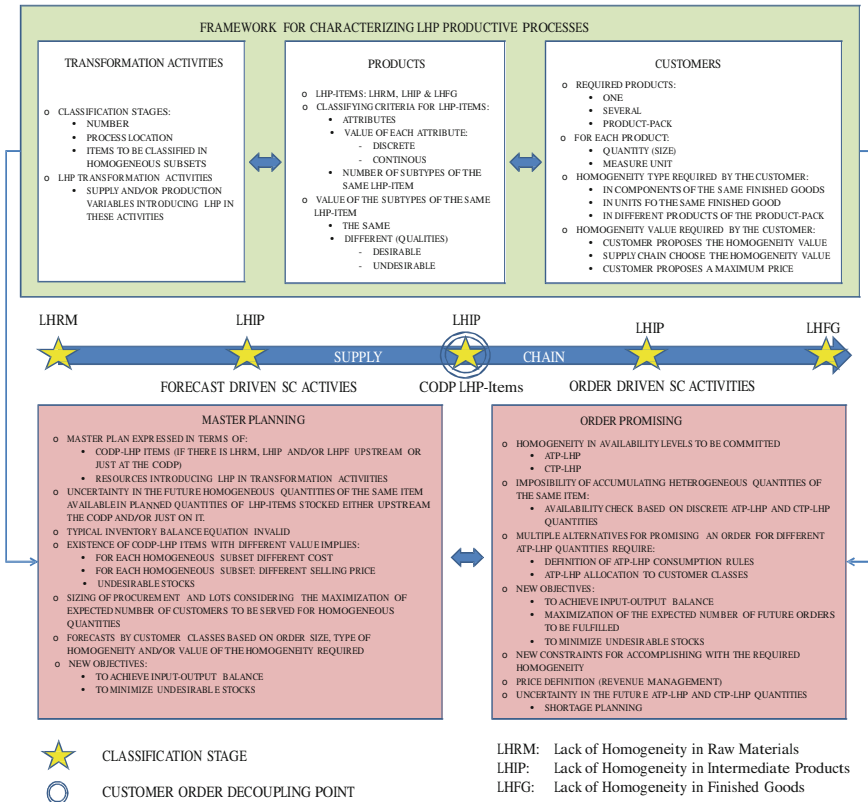 FRAMEWORK FOR CHARACTERIZING LHP PRODUCTIVE PROCESSES
TRANSFORMATION ACTIVITIES
o CLASSIFICATION STAGES:
▪ NUMBER
▪ PROCESS LOCATION
▪ ITEMS TO BE CLASSIFIED IN
HOMOGENEOUS SUBSETS
o LHP TRANSFORMATION ACTIVITIES
▪ SUPPLY AND/OR PRODUCTION
VARIABLES INTRODUCING LHP IN
THESE ACTIVITIES
PRODUCTS
o LHP-ITEMS: LHRM, LHIP & LHFG
o CLASSIFYING CRITERIA FOR LHP-ITEMS:
▪ ATTRIBUTES
▪ VALUE OF EACH ATTRIBUTE:
- DISCRETE
- CONTINOUS
▪ NUMBER OF SUBTYPES OF THE
SAME LHP-ITEM
o VALUE OF THE SUBTYPES OF THE SAME
LHP-ITEM
▪ THE SAME
▪ DIFFERENT (QUALITIES)
- DESIRABLE
- UNDESIRABLE
CUSTOMERS
o REQUIRED PRODUCTS:
▪ ONE
▪ SEVERAL
▪ PRODUCT-PACK
o FOR EACH PRODUCT:
▪ QUANTITY (SIZE)
▪ MEASURE UNIT
o HOMOGENEITY TYPE REQUIRED BY THE CUSTOMER:
▪ IN COMPONENTS OF THE SAME FINISHED GOODS
▪ IN UNITS FO THE SAME FINISHED GOOD
▪ IN DIFFERENT PRODUCTS OF THE PRODUCT-PACK
o HOMOGENEITY VALUE REQUIRED BY THE CUSTOMER:
▪ CUSTOMER PROPOSES THE HOMOGENEITY VALUE
▪ SUPPLY CHAIN CHOOSE THE HOMOGENEITY VALUE
▪ CUSTOMER PROPOSES A MAXIMUM PRICE
LHRM LHIP LHIP LHIP LHFG
SUPPLY CHAIN
FORECAST DRIVEN SC ACTIVIES CODP LHP-Items ORDER DRIVEN SC ACTIVITIES
MASTER PLANNING
o MASTER PLAN EXPRESSED IN TERMS OF:
▪ CODP-LHP ITEMS (IF THERE IS LHRM, LHIP AND/OR LHPF UPSTREAM OR
JUST AT THE CODP)
▪ RESOURCES INTRODUCING LHP IN TRANSFORMATION ACTIVIITIES
o UNCERTAINTY IN THE FUTURE HOMOGENEOUS QUANTITIES OF THE SAME ITEM
AVAILABLE IN PLANNED QUANTITIES OF LHP-ITEMS STOCKED EITHER UPSTREAM
THE CODP AND/OR JUST ON IT.
o TYPICAL INVENTORY BALANCE EQUATION INVALID
o EXISTENCE OF CODP-LHP ITEMS WITH DIFFERENT VALUE IMPLIES:
▪ FOR EACH HOMOGENEOUS SUBSET DIFFERENT COST
▪ FOR EACH HOMOGENEOUS SUBSET: DIFFERENT SELLING PRICE
▪ UNDESIRABLE STOCKS
o SIZING OF PROCUREMENT AND LOTS CONSIDERING THE MAXIMIZATION OF
EXPECTED NUMBER OF CUSTOMERS TO BE SERVED FOR HOMOGENEOUS
QUANTITIES
o FORECASTS BY CUSTOMER CLASSES BASED ON ORDER SIZE, TYPE OF
HOMOGENEITY AND/OR VALUE OF THE HOMOGENEITY REQUIRED
o NEW OBJECTIVES:
▪ TO ACHIEVE INPUT-OUTPUT BALANCE
▪ TO MINIMIZE UNDESIRABLE STOCKS
ORDER PROMISING
o HOMOGENEITY IN AVAILABILITY LEVELS TO BE COMMITTED
▪ ATP-LHP
▪ CTP-LHP
o IMPOSIBILITY OF ACCUMULATING HETEROGENEOUS QUANTITIES OF
THE SAME ITEM:
▪ AVAILABILITY CHECK BASED ON DISCRETE ATP-LHP AND CTP-LHP
QUANTITIES
o MULTIPLE ALTERNATIVES FOR PROMISING AN ORDER FOR DIFFERENT
ATP-LHP QUANTITIES REQUIRE:
▪ DEFINITION OF ATP-LHP CONSUMPTION RULES
▪ ATP-LHP ALLOCATION TO CUSTOMER CLASSES
o NEW OBJECTIVES:
▪ TO ACHIEVE INPUT-OUTPUT BALANCE
▪ MAXIMIZATION OF THE EXPECTED NUMBER OF FUTURE ORDERS
TO BE FULFILLED
▪ TO MINIMIZE UNDESIRABLE STOCKS
o NEW CONSTRAINTS FOR ACCOMPLISHING WITH THE REQUIRED
HOMOGENEITY
o PRICE DEFINITION (REVENUE MANAGEMENT)
o UNCERTAINTY IN THE FUTURE ATP-LHP AND CTP-LHP QUANTITIES
▪ SHORTAGE PLANNING
CLASSIFICATION STAGE
CUSTOMER ORDER DECOUPLING POINT
LHRM: Lack of Homogeneity in Raw Materials
LHIP: Lack of Homogeneity in Intermediate Products
LHFG: Lack of Homogeneity in Finished Goods